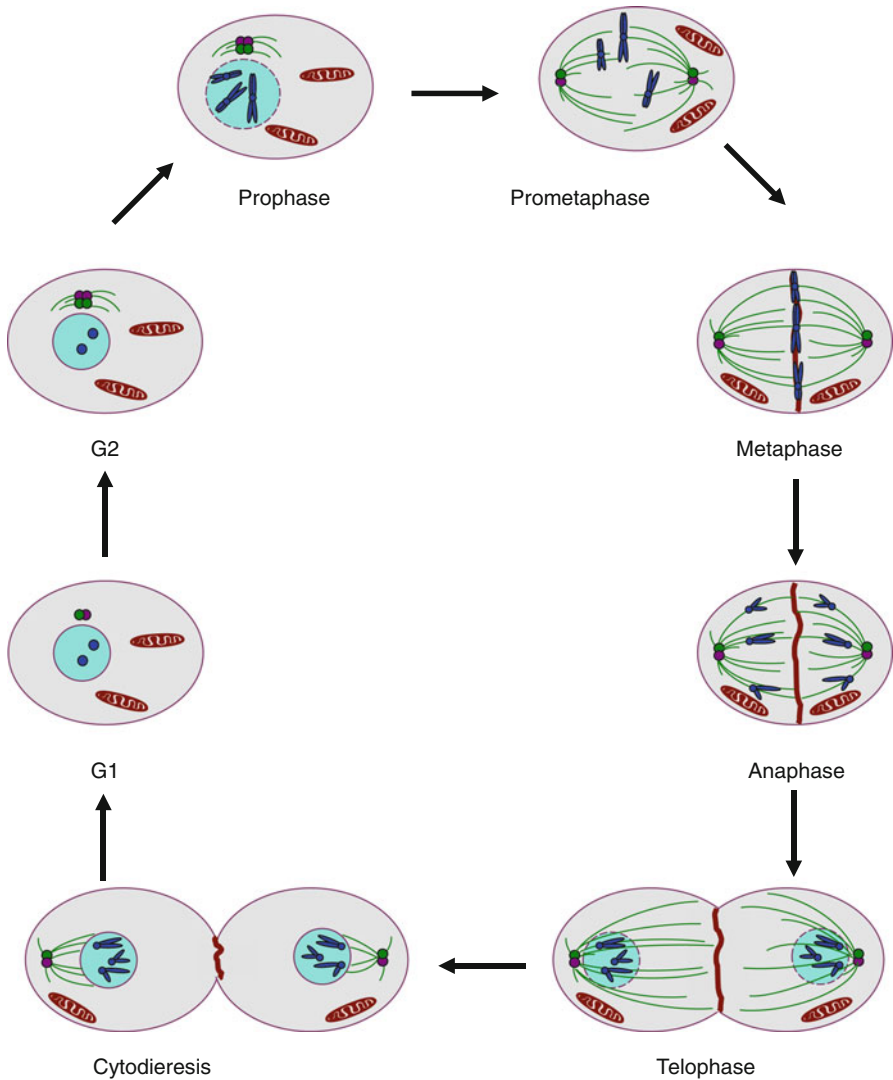 Prophase
Prometaphase
G2
Metaphase
G1
Anaphase
Cytodieresis
Telophase